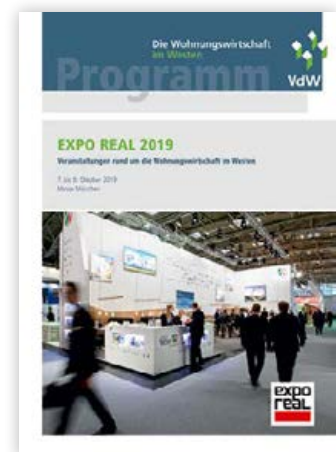 Die Wohnungswirtschaft
im Westen
Programm
VdW
EXPO REAL 2019
Veranstaltungen rund um die Wohnungswirtschaft im Westen
7. bis 9. Oktober 2019
Messe München
expo
real